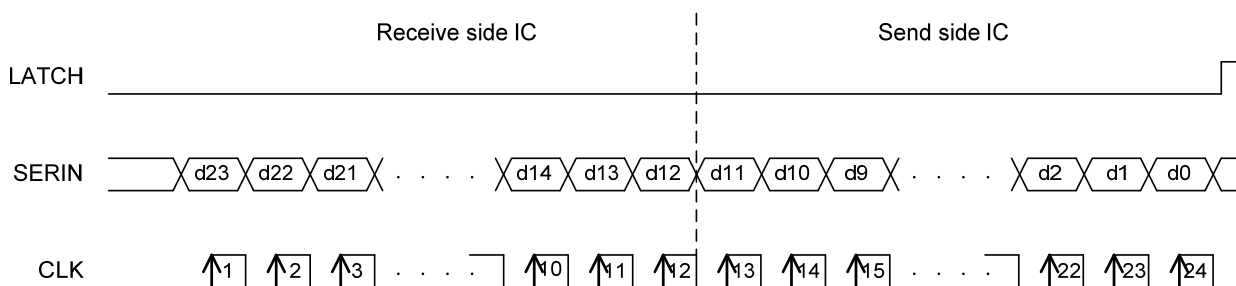 Receive side IC Send side IC
LATCH
SERIN d23 d22 d21 . . . . d14 d13 d12 d11 d10 d9 . . . . d2 d1 d0
CLK 1 2 3 . . . . 10 11 12 13 14 15 . . . . 22 23 24